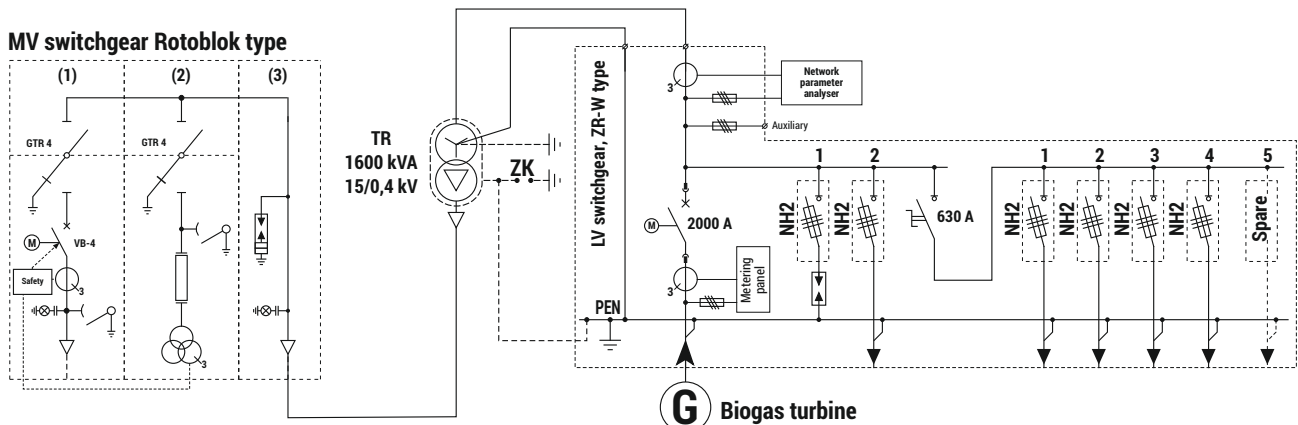 MV switchgear Rotoblok type
(1)
(2)
(3)
GTR 4
GTR 4
M
VB-4
Safety
3
3
TR
1600 kVA
15/0,4 kV
ZK
LV switchgear, ZR-W type
3
Network
parameter
analyser
Auxiliary
M
2000 A
3
Metering
panel
PEN
1
2
NH2
NH2
630 A
1
2
3
4
5
NH2
NH2
NH2
NH2
Spare
G
Biogas turbine